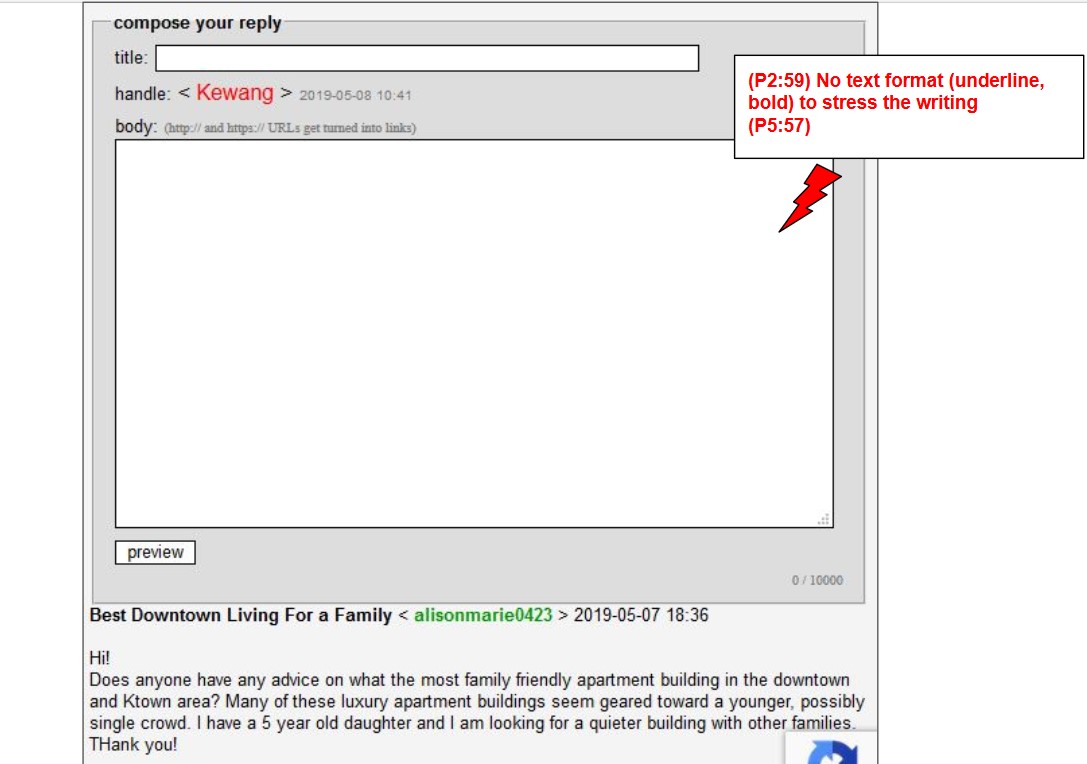 compose your reply
title:
handle: < Kewang > 2019-05-08 10:41
body: (http:// and https:// URLs get turned into links)
(P2:59) No text format (underline,
bold) to stress the writing
(P5:57)
preview
0 / 10000
Best Downtown Living For a Family < alisonmarie0423 > 2019-05-07 18:36
Hi!
Does anyone have any advice on what the most family friendly apartment building in the downtown
and Ktown area? Many of these luxury apartment buildings seem geared toward a younger, possibly
single crowd. I have a 5 year old daughter and I am looking for a quieter building with other families.
THank you!